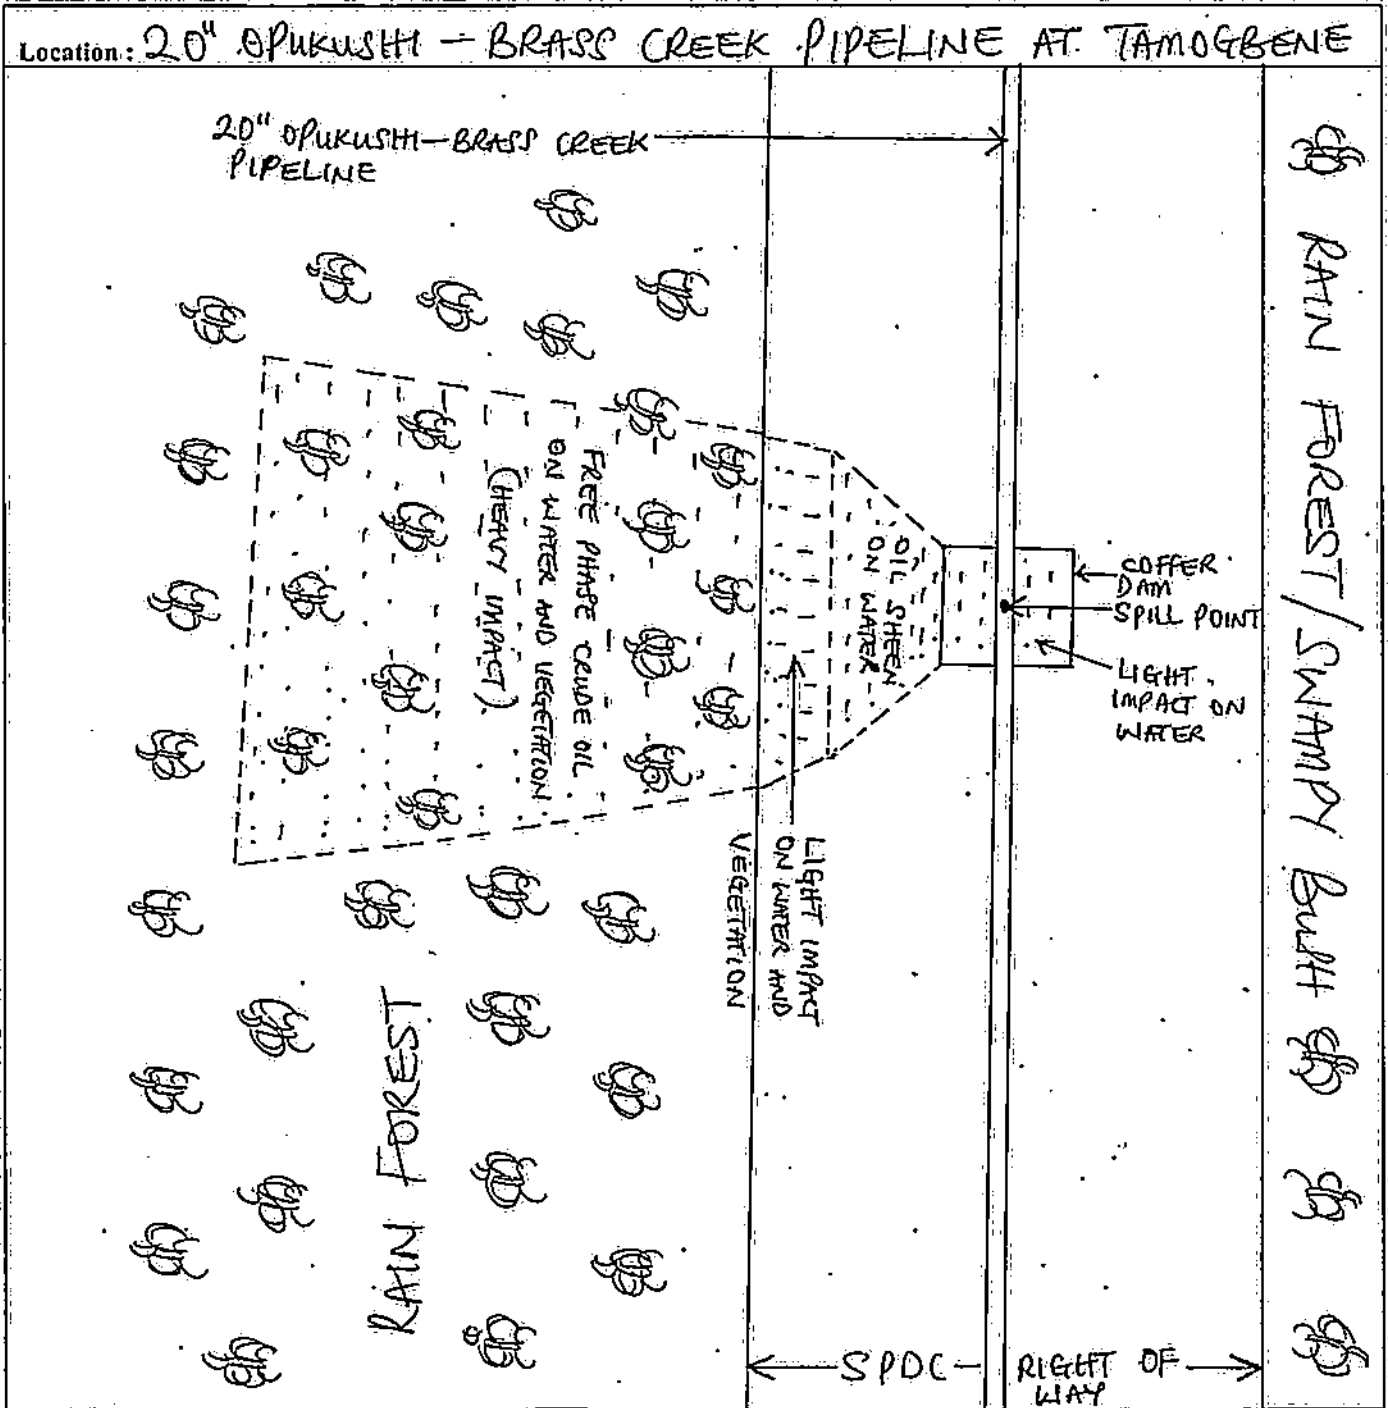 Location: 20" OPUKUSHI - BRASS CREEK PIPELINE AT TAMOGBENE
20" OPUKUSHI-BRASS CREEK
PIPELINE
RAIN FOREST/SWAMPY BUSH
FREE PHASE CRUDE OIL
ON WATER AND VEGETATION
(HEAVY IMPACT)
OIL SHEEN
ON WATER
COFFER
DAM
SPILL POINT
LIGHT
IMPACT ON
WATER
LIGHT IMPACT
ON WATER AND
VEGETATION
RAIN FOREST
SPDC - RIGHT OF
WAY